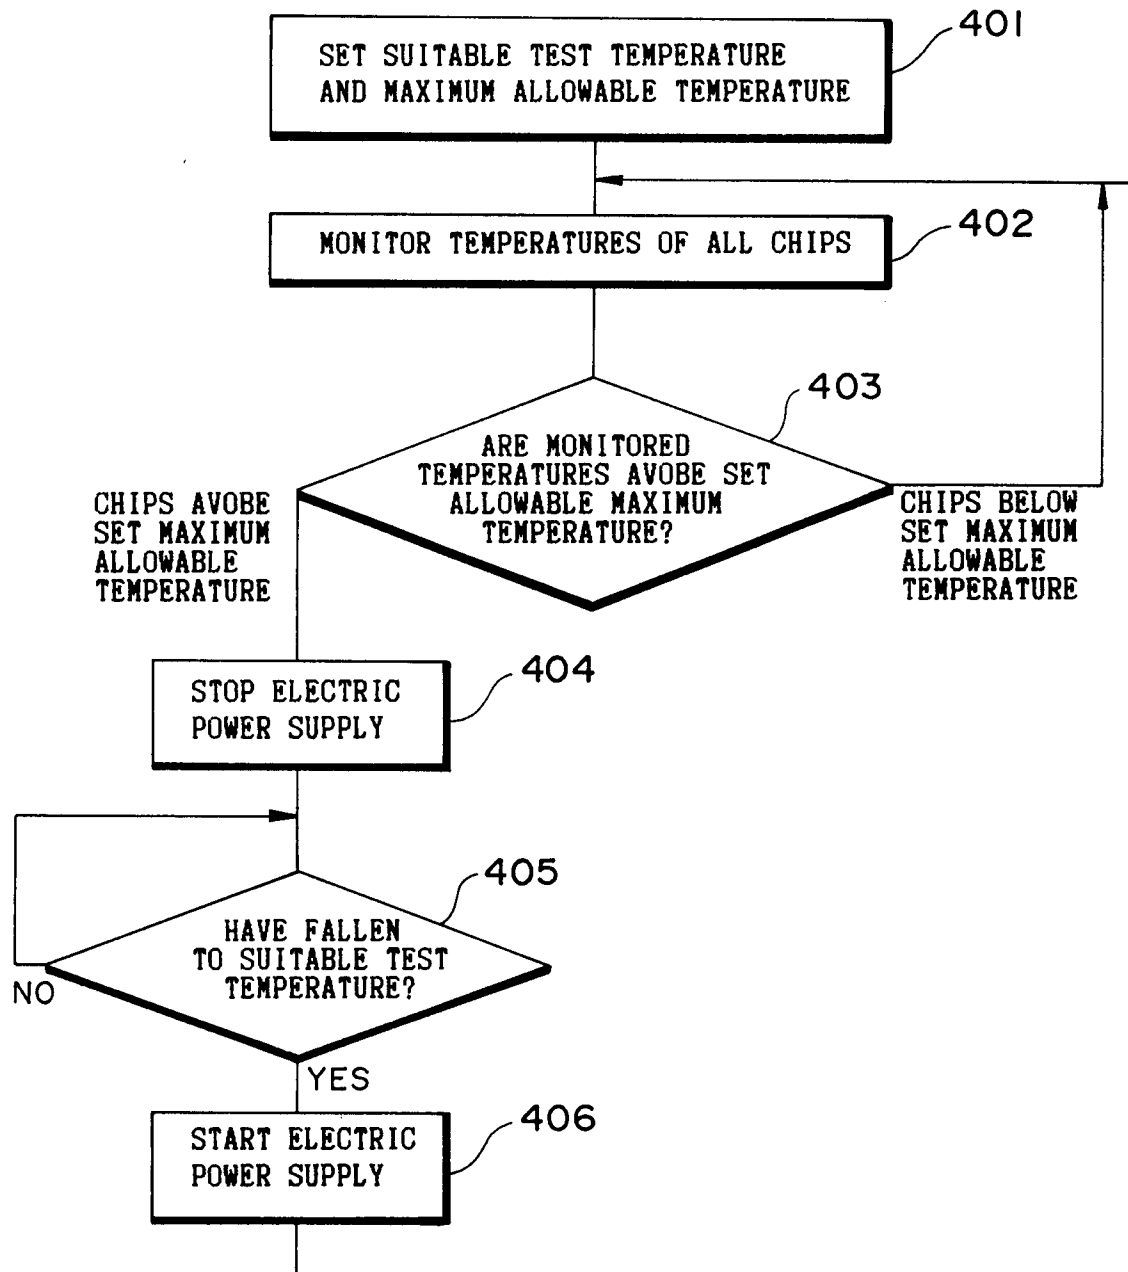 401
SET SUITABLE TEST TEMPERATURE
AND MAXIMUM ALLOWABLE TEMPERATURE
402
MONITOR TEMPERATURES OF ALL CHIPS
403
ARE MONITORED
TEMPERATURES AVOBE SET
ALLOWABLE MAXIMUM
TEMPERATURE?
CHIPS AVOBE
SET MAXIMUM
ALLOWABLE
TEMPERATURE
CHIPS BELOW
SET MAXIMUM
ALLOWABLE
TEMPERATURE
404
STOP ELECTRIC
POWER SUPPLY
405
HAVE FALLEN
TO SUITABLE TEST
TEMPERATURE?
NO
YES
406
START ELECTRIC
POWER SUPPLY